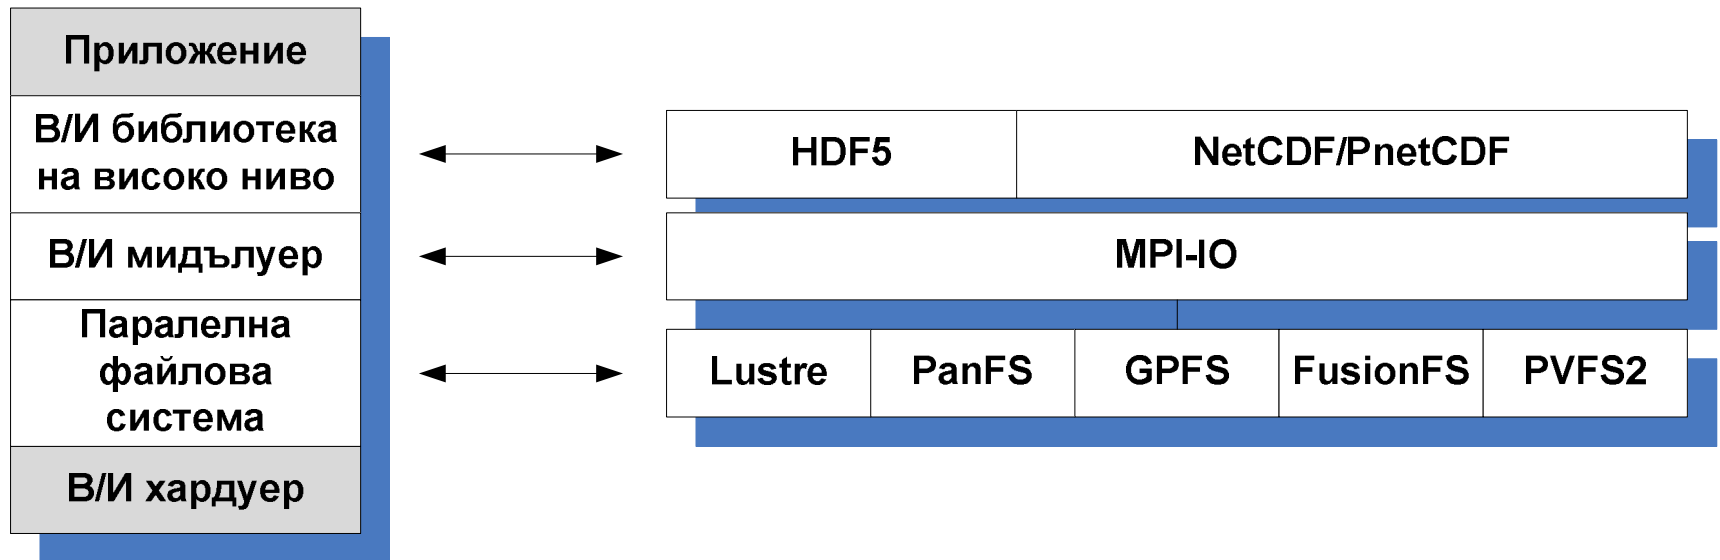 Приложение
В/И библиотека
на високо ниво
В/И мидълуер
Паралелна
файлова
система
В/И хардуер
HDF5
NetCDF/PnetCDF
MPI-IO
Lustre
PanFS
GPFS
FusionFS
PVFS2